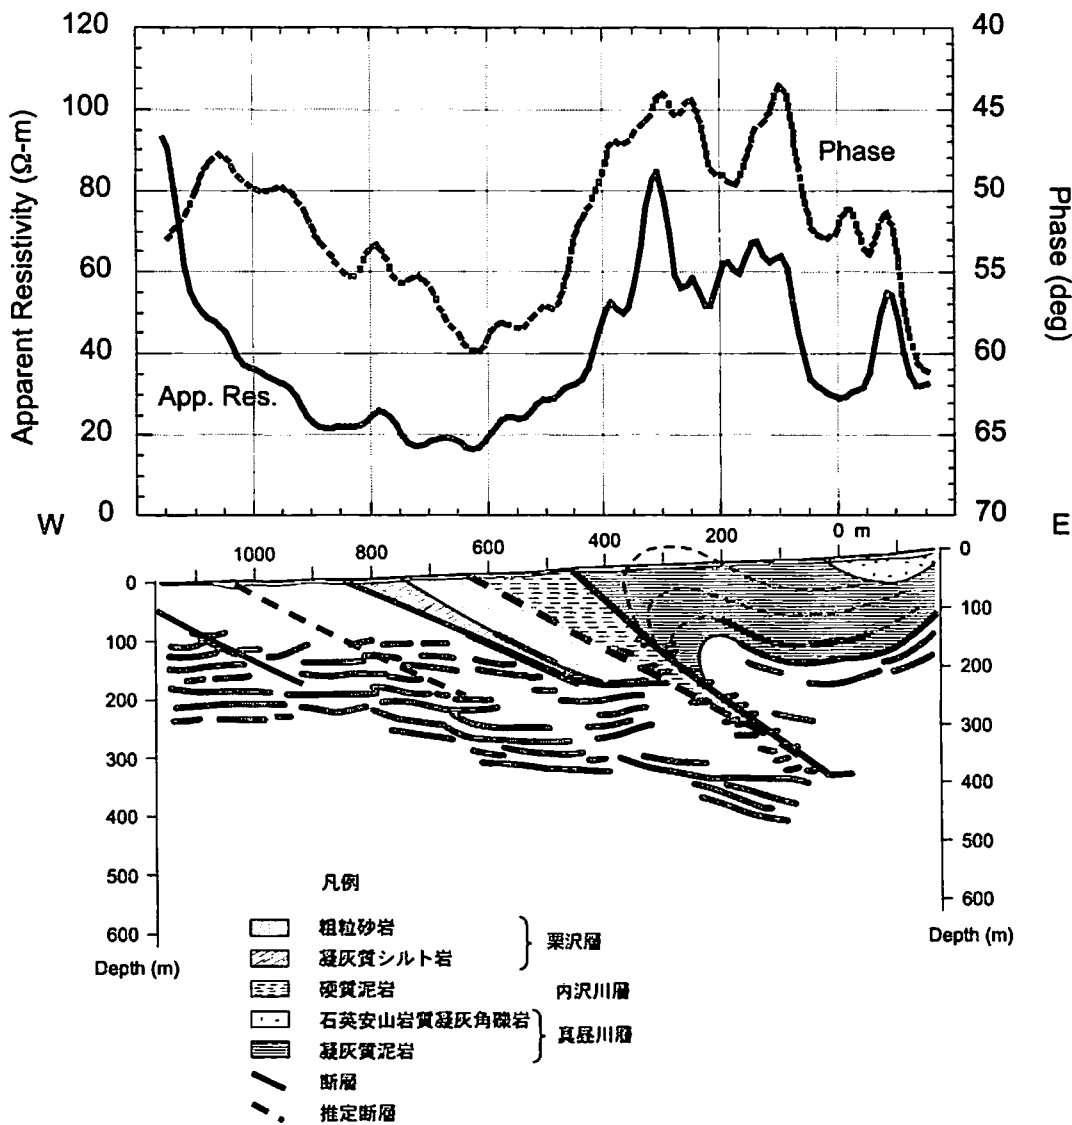 120
100
80
60
40
20
0
Apparent Resistivity (Ω-m)
40
45
50
55
60
65
70
Phase (deg)
Phase
App. Res.
W
E
1000
800
600
400
200
0 m
0
100
200
300
400
500
600
Depth (m)
0
100
200
300
400
500
600
Depth (m)
凡例
粗粒砂岩
凝灰質シルト岩
栗沢層
硬質泥岩
内沢川層
石英安山岩質凝灰角礫岩
凝灰質泥岩
真昼川層
断層
推定断層